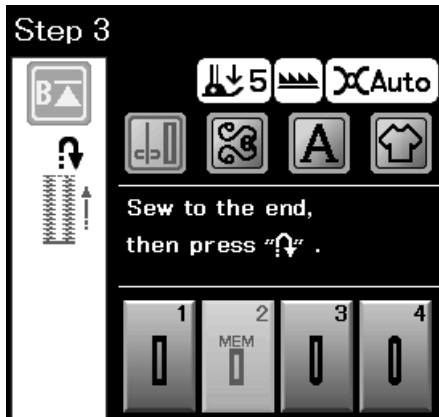 Step 3
B
5
Auto
A
Sew to the end,
then press “ ” .
1
2
3
4
MEM